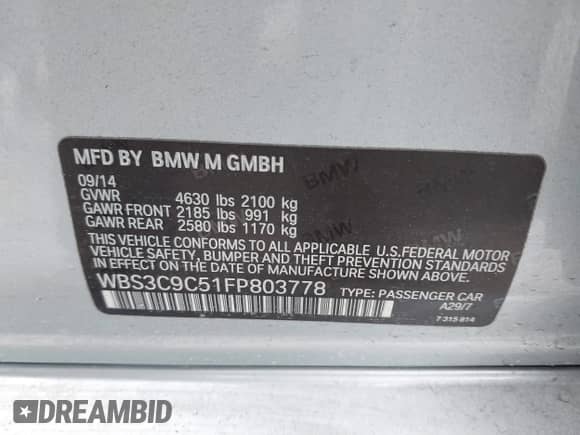 MFD BY BMW M GMBH
09/14
GVWR 4630 lbs 2100 kg
GAWR FRONT 2185 lbs 991 kg
GAWR REAR 2580 lbs 1170 kg
THIS VEHICLE CONFORMS TO ALL APPLICABLE U.S.FEDERAL MOTOR
VEHICLE SAFETY, BUMPER AND THEFT PREVENTION STANDARDS
IN EFFECT ON THE DATE OF MANUFACTURE SHOWN ABOVE.
WBS3C9C51FP803778 TYPE: PASSENGER CAR
A29/7
7 315 814
DREAMBID